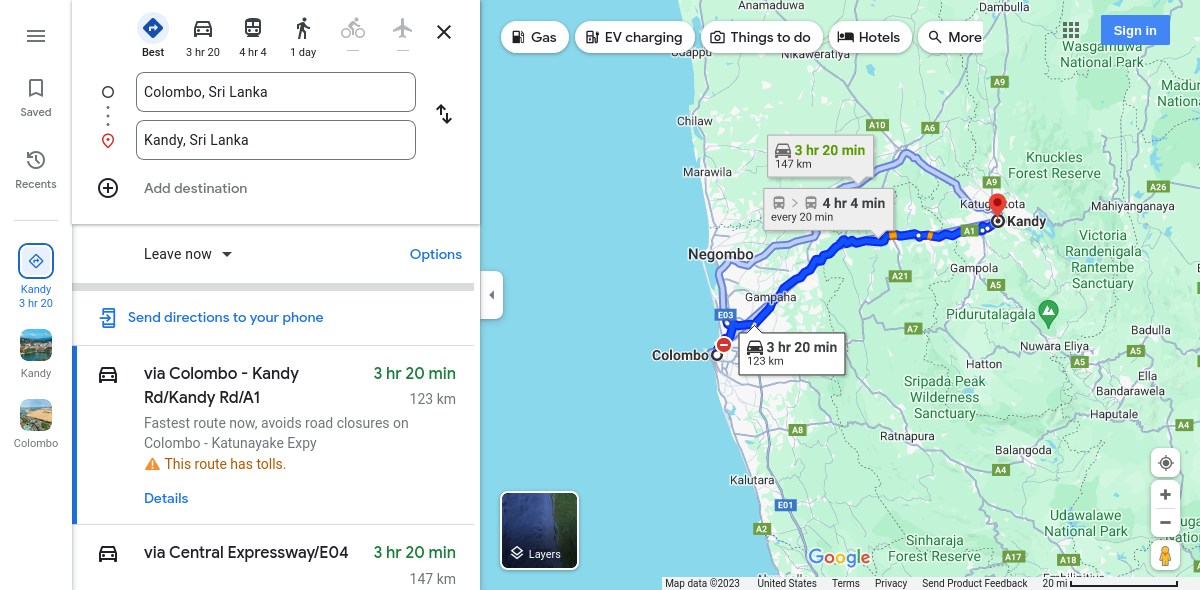 Best
3 hr 20
4 hr 4
1 day
—
—
Saved
Recents
Kandy
3 hr 20
Kandy
Colombo
Colombo, Sri Lanka
Kandy, Sri Lanka
Add destination
Leave now
Options
Send directions to your phone
via Colombo - Kandy
Rd/Kandy Rd/A1
3 hr 20 min
123 km
Fastest route now, avoids road closures on
Colombo - Katunayake Expy
This route has tolls.
Details
via Central Expressway/E04
3 hr 20 min
147 km
Gas
EV charging
Things to do
Hotels
More
Sign in
Anamaduwa
Dambulla
Nikaweratiya
Wasgamuwa
National Park
A9
Chilaw
A10
A6
3 hr 20 min
147 km
Marawila
Knuckles
Forest Reserve
A9
A26
4 hr 4 min
every 20 min
Mahiyanganaya
Kandy
A1
Victoria
Randenigala
Rantembe
Sanctuary
Negombo
Gampola
A21
A5
Gampaha
E03
Pidurutalagala
A7
Badulla
Nuwara Eliya
A5
A5
Colombo
3 hr 20 min
123 km
Hatton
Ella
Bandarawela
Sripada Peak
Wilderness
Sanctuary
Haputale
A4
A8
Ratnapura
Balangoda
A4
Kalutara
E01
Udawalawe
National Park
A2
Sinharaja
Forest Reserve
A17
A18
Layers
Google
Map data ©2023
United States
Terms
Privacy
Send Product Feedback
20 mi